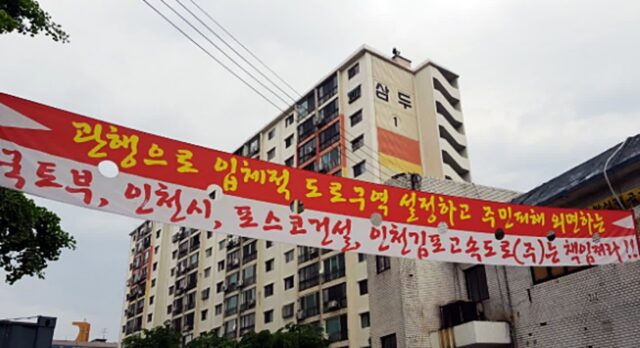 삼두
1
관행으로 입체적 도로구역 설정하고 주민피해 외면하는
국토부, 인천시, 포스코건설, 인천김포고속도로(주)는 책임져라!!